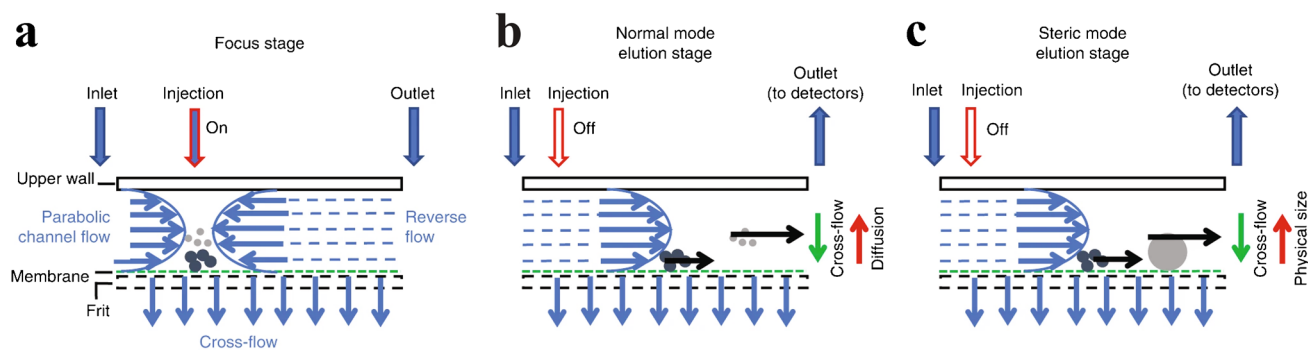 a
Focus stage
Inlet
Injection
Outlet
On
Upper wall
Parabolic
channel flow
Reverse
flow
Membrane
Frit
Cross-flow
b
Normal mode
elution stage
Inlet
Injection
Outlet
(to detectors)
Off
Cross-flow
Diffusion
c
Steric mode
elution stage
Inlet
Injection
Outlet
(to detectors)
Off
Cross-flow
Physical size